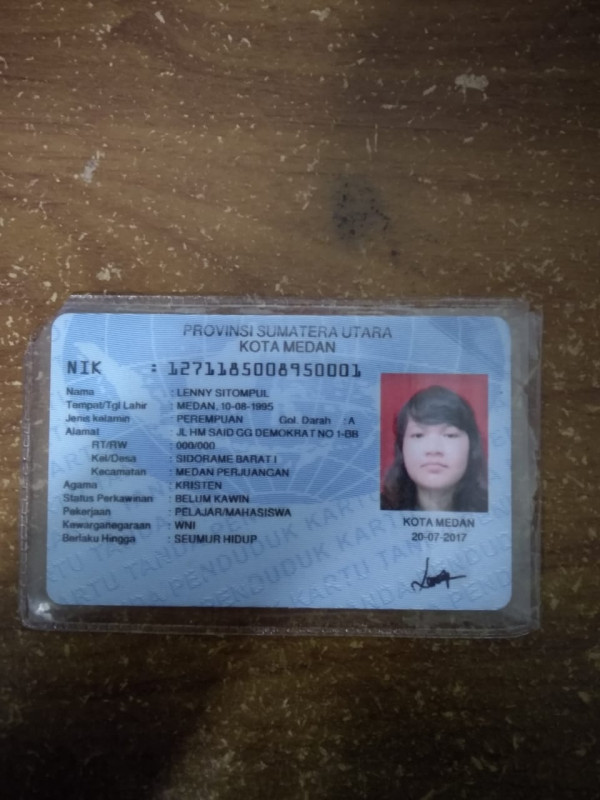 PROVINSI SUMATERA UTARA
KOTA MEDAN
NIK : 1271185008950001
Nama : LENNY SITOMPUL
Tempat/Tgl Lahir : MEDAN, 10-08-1995
Jenis kelamin : PEREMPUAN Gol. Darah : A
Alamat : JL HM SAID GG DEMOKRAT NO 1-BB
RT/RW : 000/000
Kel/Desa : SIDORAME BARAT I
Kecamatan : MEDAN PERJUANGAN
Agama : KRISTEN
Status Perkawinan : BELUM KAWIN
Pekerjaan : PELAJAR/MAHASISWA
Kewarganegaraan : WNI
Berlaku Hingga : SEUMUR HIDUP
KOTA MEDAN
20-07-2017